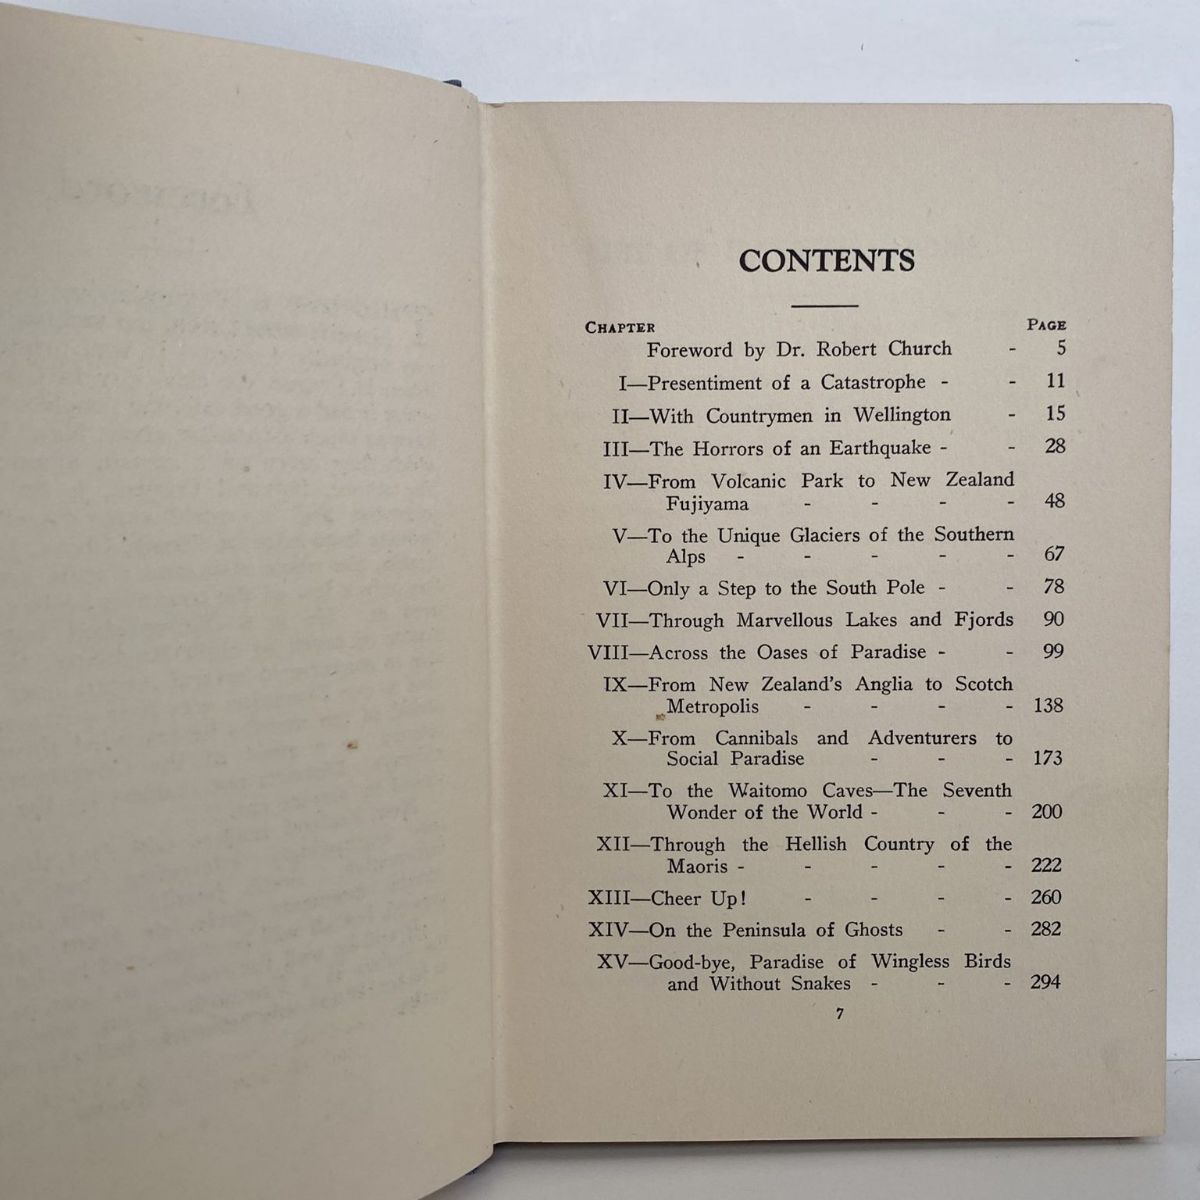 CONTENTS
CHAPTER PAGE
Foreword by Dr. Robert Church - 5
I—Presentiment of a Catastrophe - - 11
II—With Countrymen in Wellington - 15
III—The Horrors of an Earthquake - - 28
IV—From Volcanic Park to New Zealand
Fujiyama - - - - 48
V—To the Unique Glaciers of the Southern
Alps - - - - - 67
VI—Only a Step to the South Pole - - 78
VII—Through Marvellous Lakes and Fjords 90
VIII—Across the Oases of Paradise - - 99
IX—From New Zealand's Anglia to Scotch
Metropolis - - - - 138
X—From Cannibals and Adventurers to
Social Paradise - - - 173
XI—To the Waitomo Caves—The Seventh
Wonder of the World - - - 200
XII—Through the Hellish Country of the
Maoris - - - - - 222
XIII—Cheer Up! - - - - 260
XIV—On the Peninsula of Ghosts - - 282
XV—Good-bye, Paradise of Wingless Birds
and Without Snakes - - - 294
7